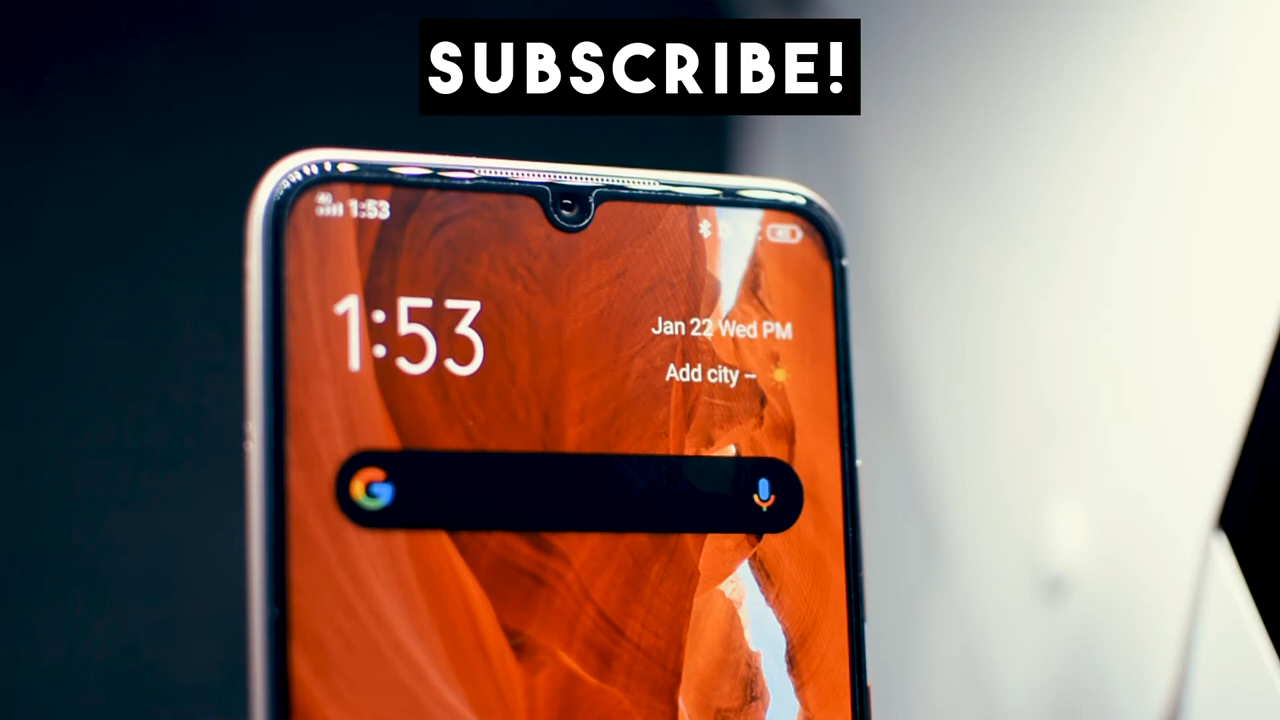 SUBSCRIBE!
1:53
1:53
Jan 22 Wed PM
Add city –